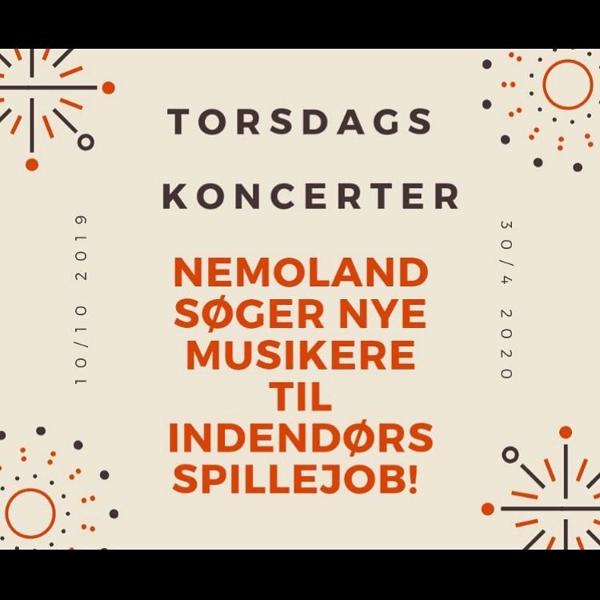 TORSDAGS
KONCERTER
NEMOLAND
SØGER NYE
MUSIKERE
TIL
INDENDØRS
SPILLEJOB!
10/10 2019
30/4 2020